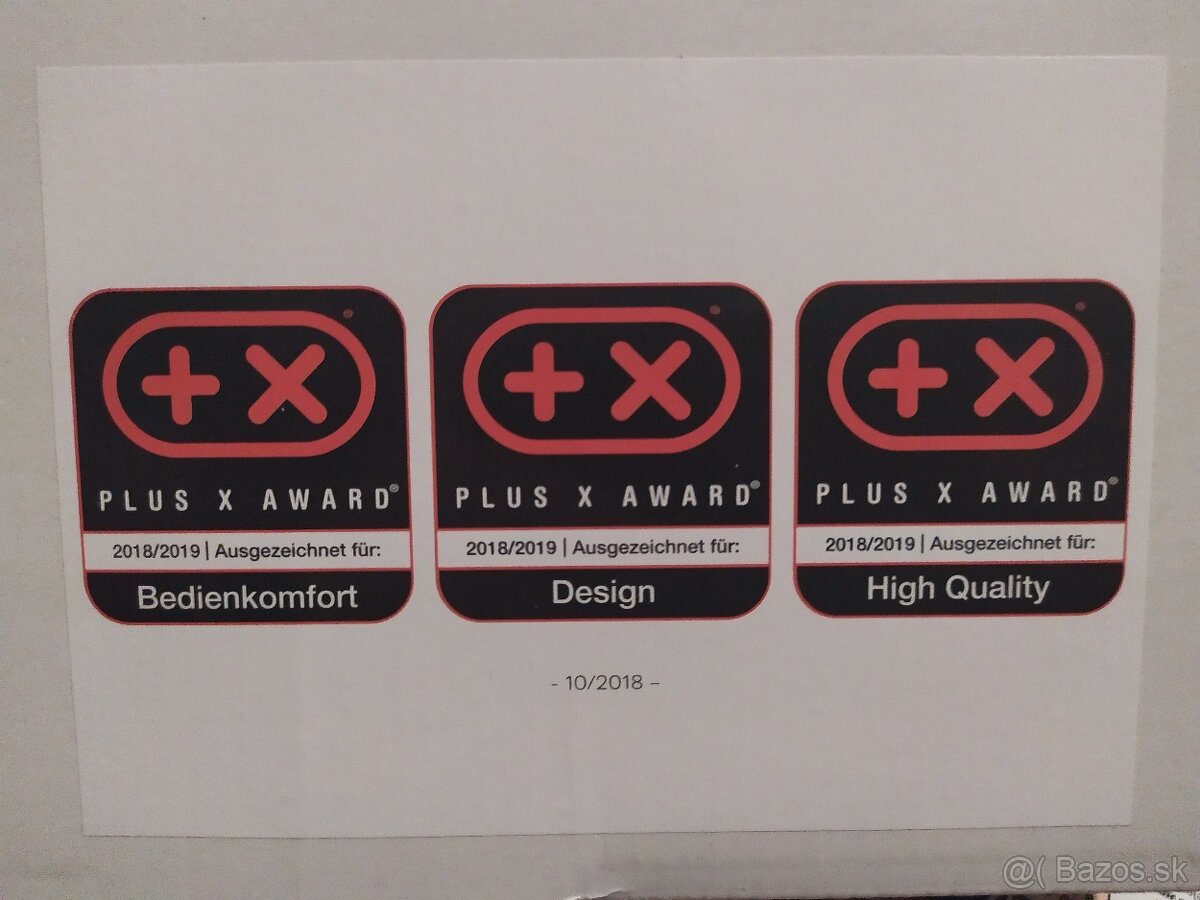 PLUS X AWARD®
2018/2019 | Ausgezeichnet für:
Bedienkomfort
PLUS X AWARD®
2018/2019 | Ausgezeichnet für:
Design
PLUS X AWARD®
2018/2019 | Ausgezeichnet für:
High Quality
- 10/2018 -
@( Bazos.sk